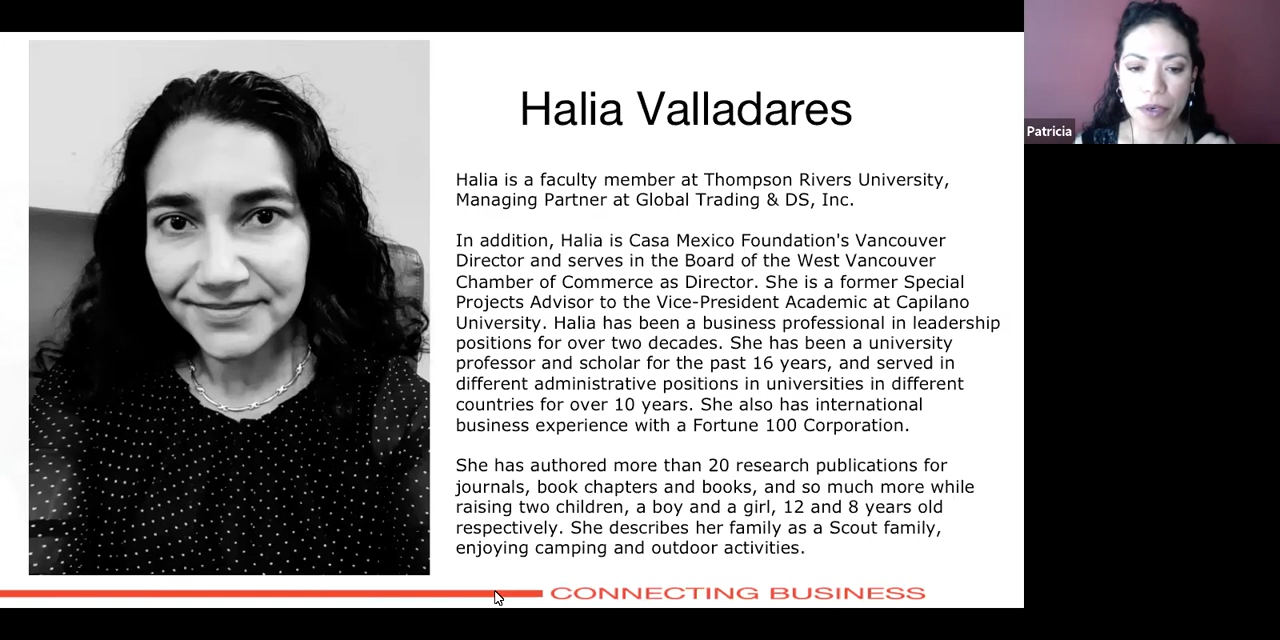 Halia Valladares
Halia is a faculty member at Thompson Rivers University,
Managing Partner at Global Trading & DS, Inc.
In addition, Halia is Casa Mexico Foundation's Vancouver
Director and serves in the Board of the West Vancouver
Chamber of Commerce as Director. She is a former Special
Projects Advisor to the Vice-President Academic at Capilano
University. Halia has been a business professional in leadership
positions for over two decades. She has been a university
professor and scholar for the past 16 years, and served in
different administrative positions in universities in different
countries for over 10 years. She also has international
business experience with a Fortune 100 Corporation.
She has authored more than 20 research publications for
journals, book chapters and books, and so much more while
raising two children, a boy and a girl, 12 and 8 years old
respectively. She describes her family as a Scout family,
enjoying camping and outdoor activities.
CONNECTING BUSINESS
Patricia